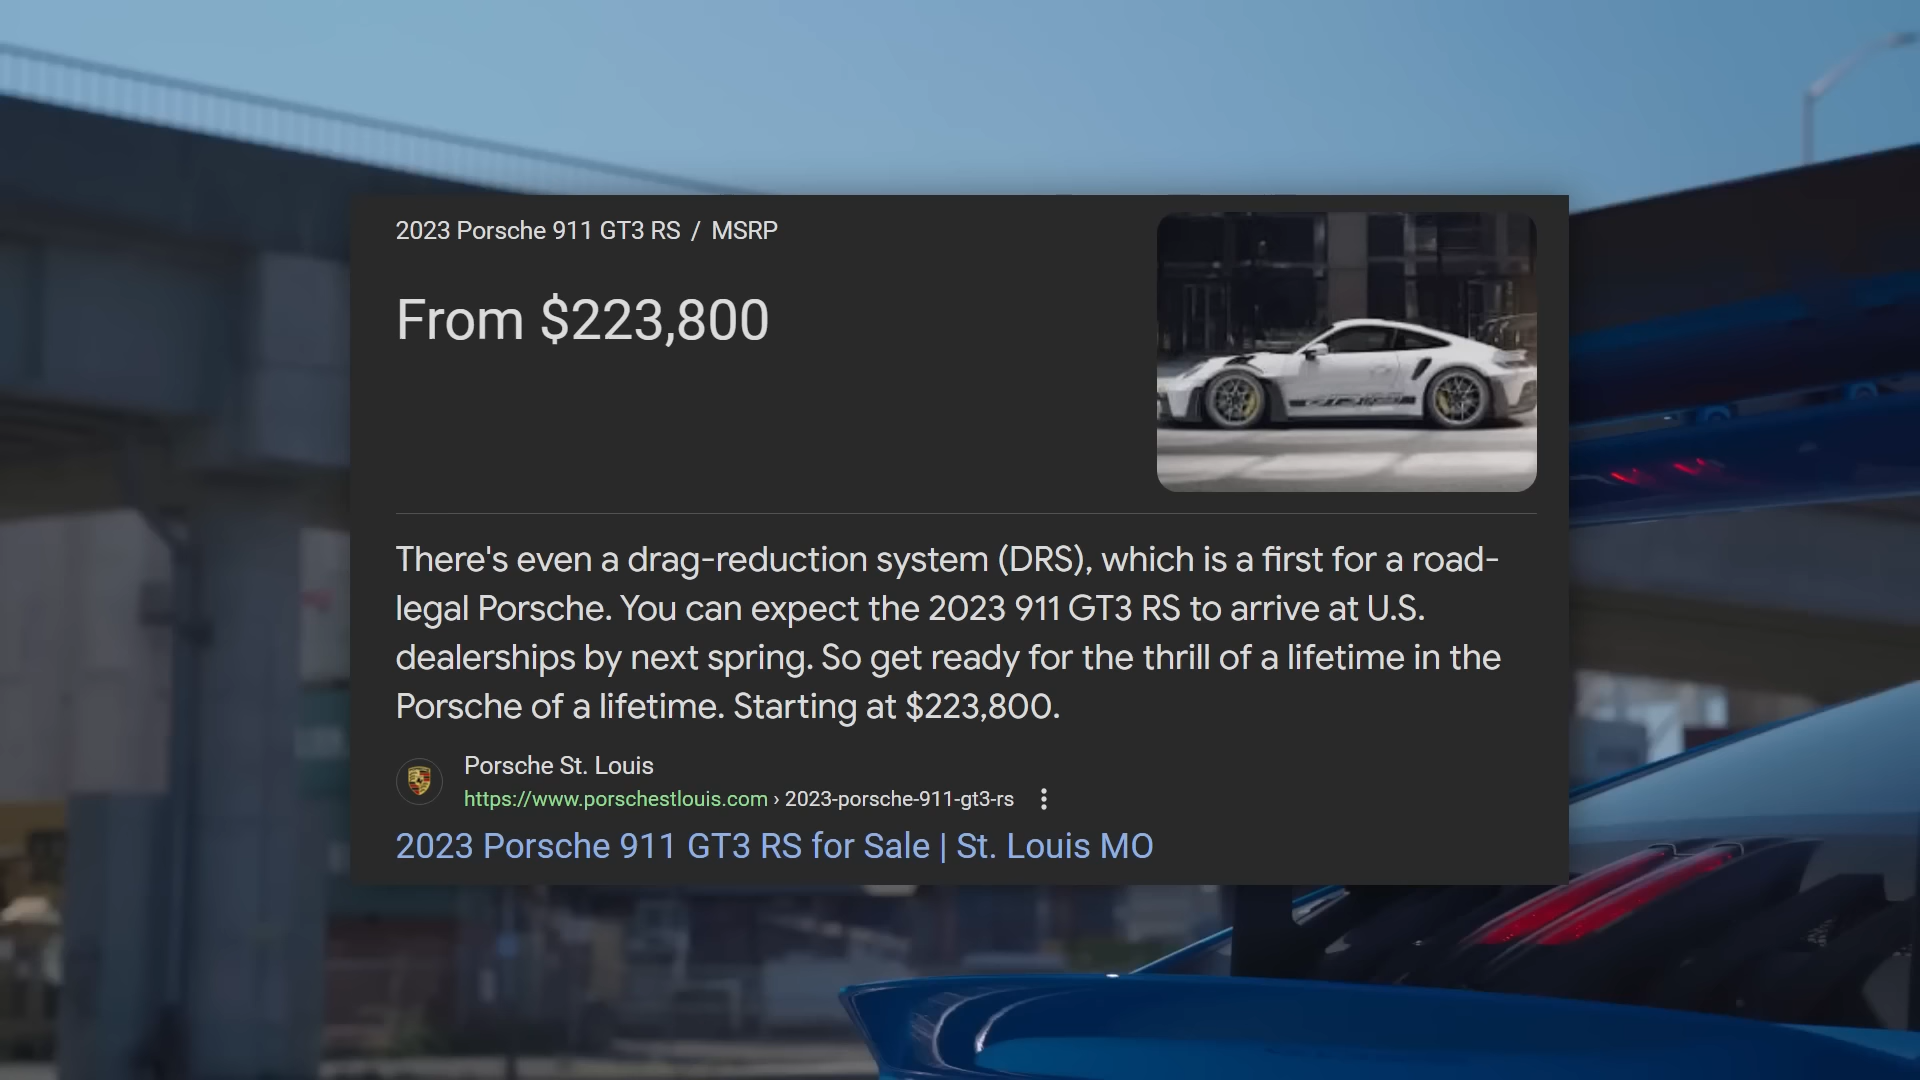 2023 Porsche 911 GT3 RS / MSRP
From $223,800
There's even a drag-reduction system (DRS), which is a first for a road-
legal Porsche. You can expect the 2023 911 GT3 RS to arrive at U.S.
dealerships by next spring. So get ready for the thrill of a lifetime in the
Porsche of a lifetime. Starting at $223,800.
Porsche St. Louis
https://www.porschestlouis.com › 2023-porsche-911-gt3-rs
2023 Porsche 911 GT3 RS for Sale | St. Louis MO